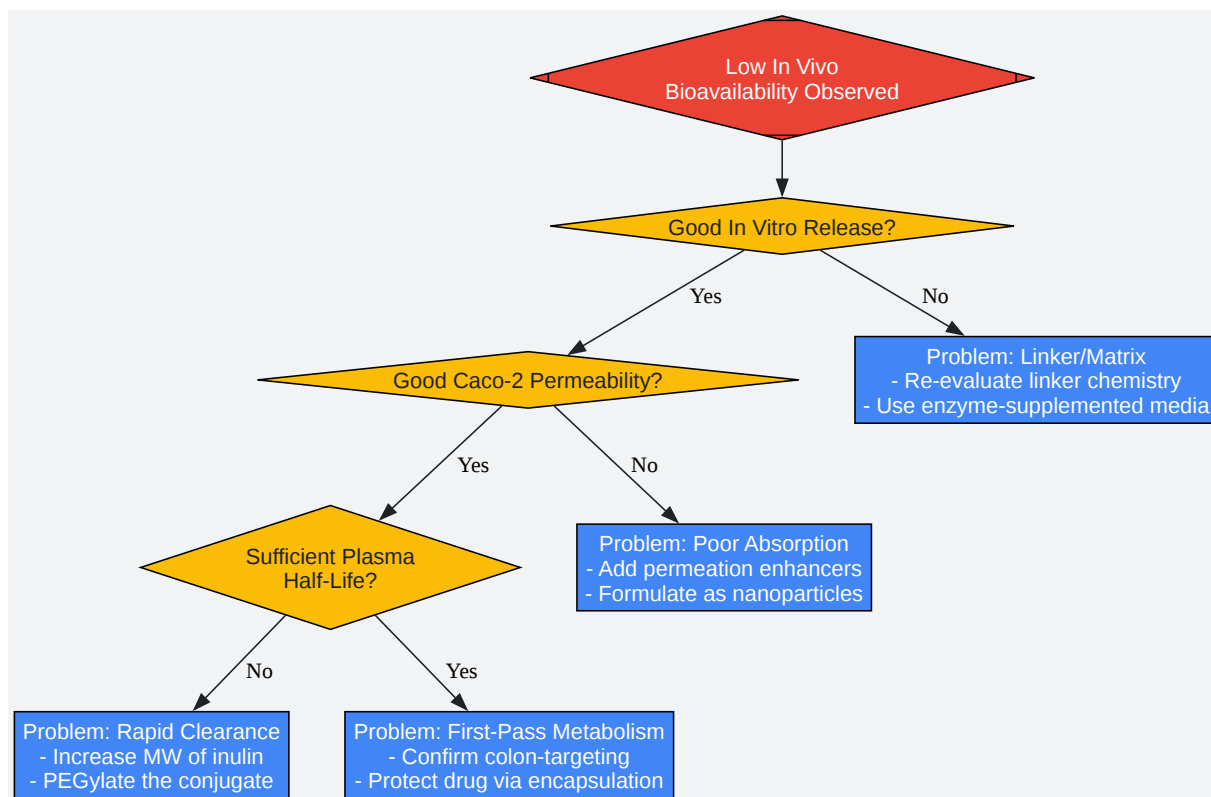 Low In Vivo
Bioavailability Observed
Good In Vitro Release?
Yes
No
Good Caco-2 Permeability?
Problem: Linker/Matrix
- Re-evaluate linker chemistry
- Use enzyme-supplemented media
Yes
No
Sufficient Plasma
Half-Life?
Problem: Poor Absorption
- Add permeation enhancers
- Formulate as nanoparticles
No
Yes
Problem: Rapid Clearance
- Increase MW of inulin
- PEGylate the conjugate
Problem: First-Pass Metabolism
- Confirm colon-targeting
- Protect drug via encapsulation